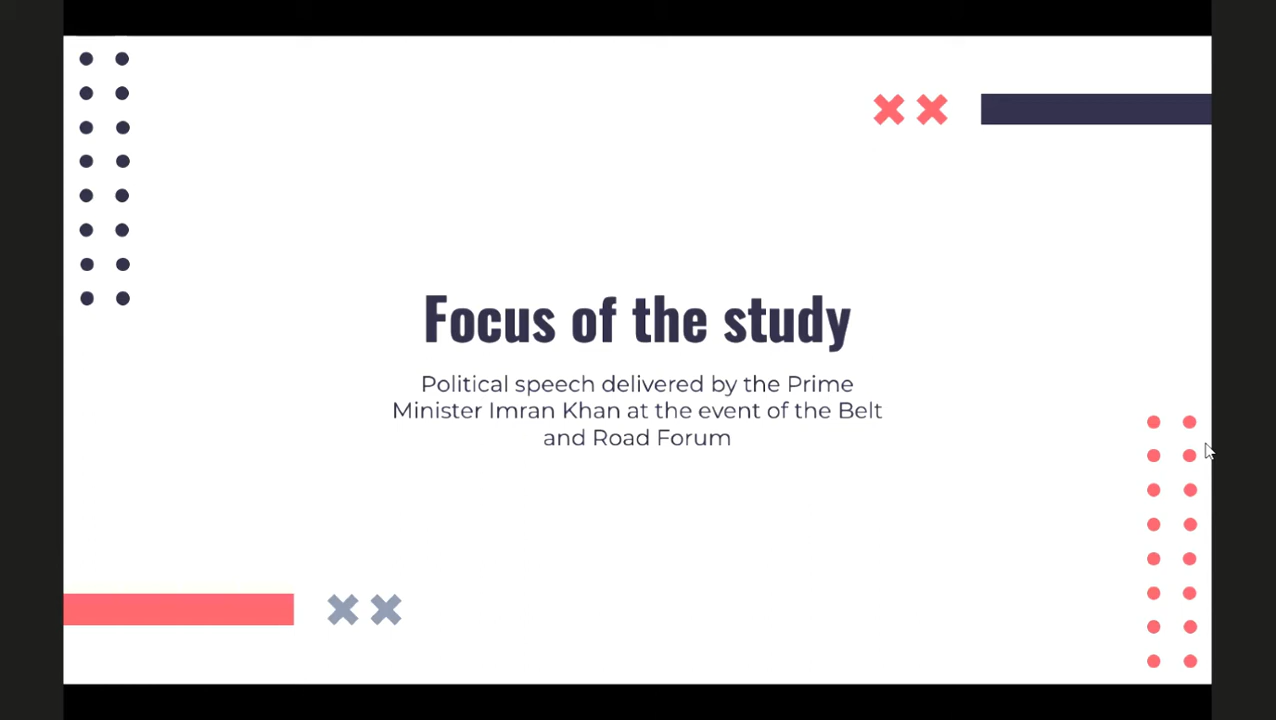 Focus of the study
Political speech delivered by the Prime
Minister Imran Khan at the event of the Belt
and Road Forum